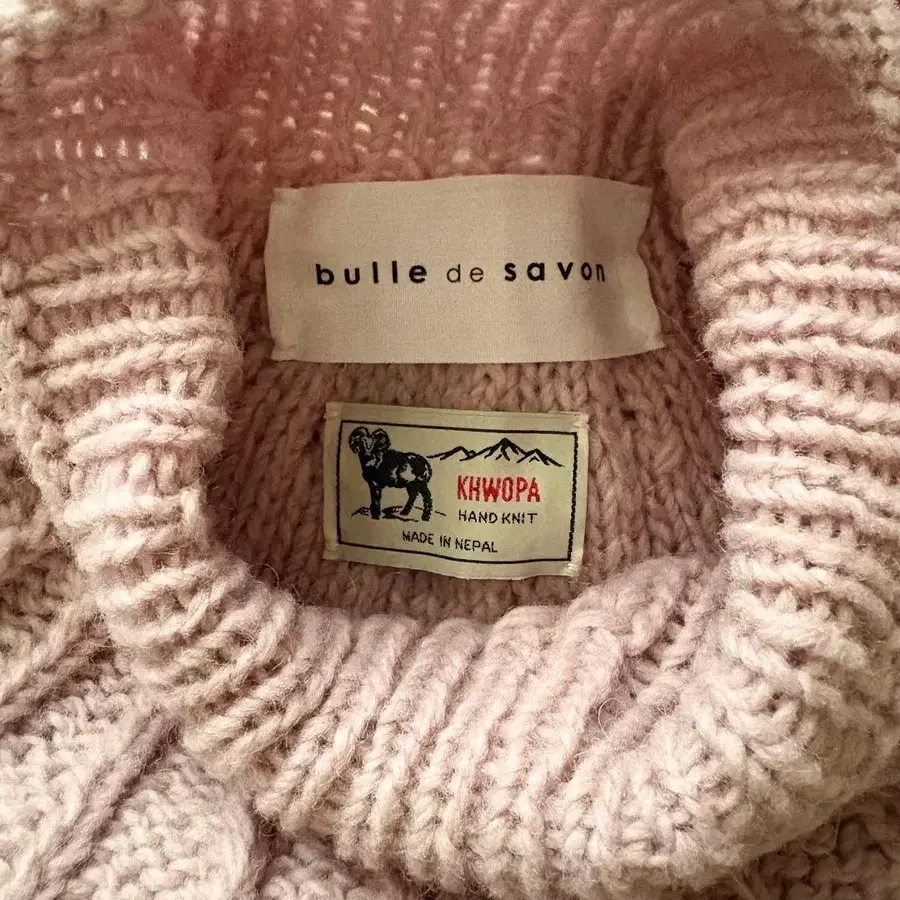 bulle de savon
KHWOPA
HAND KNIT
MADE IN NEPAL